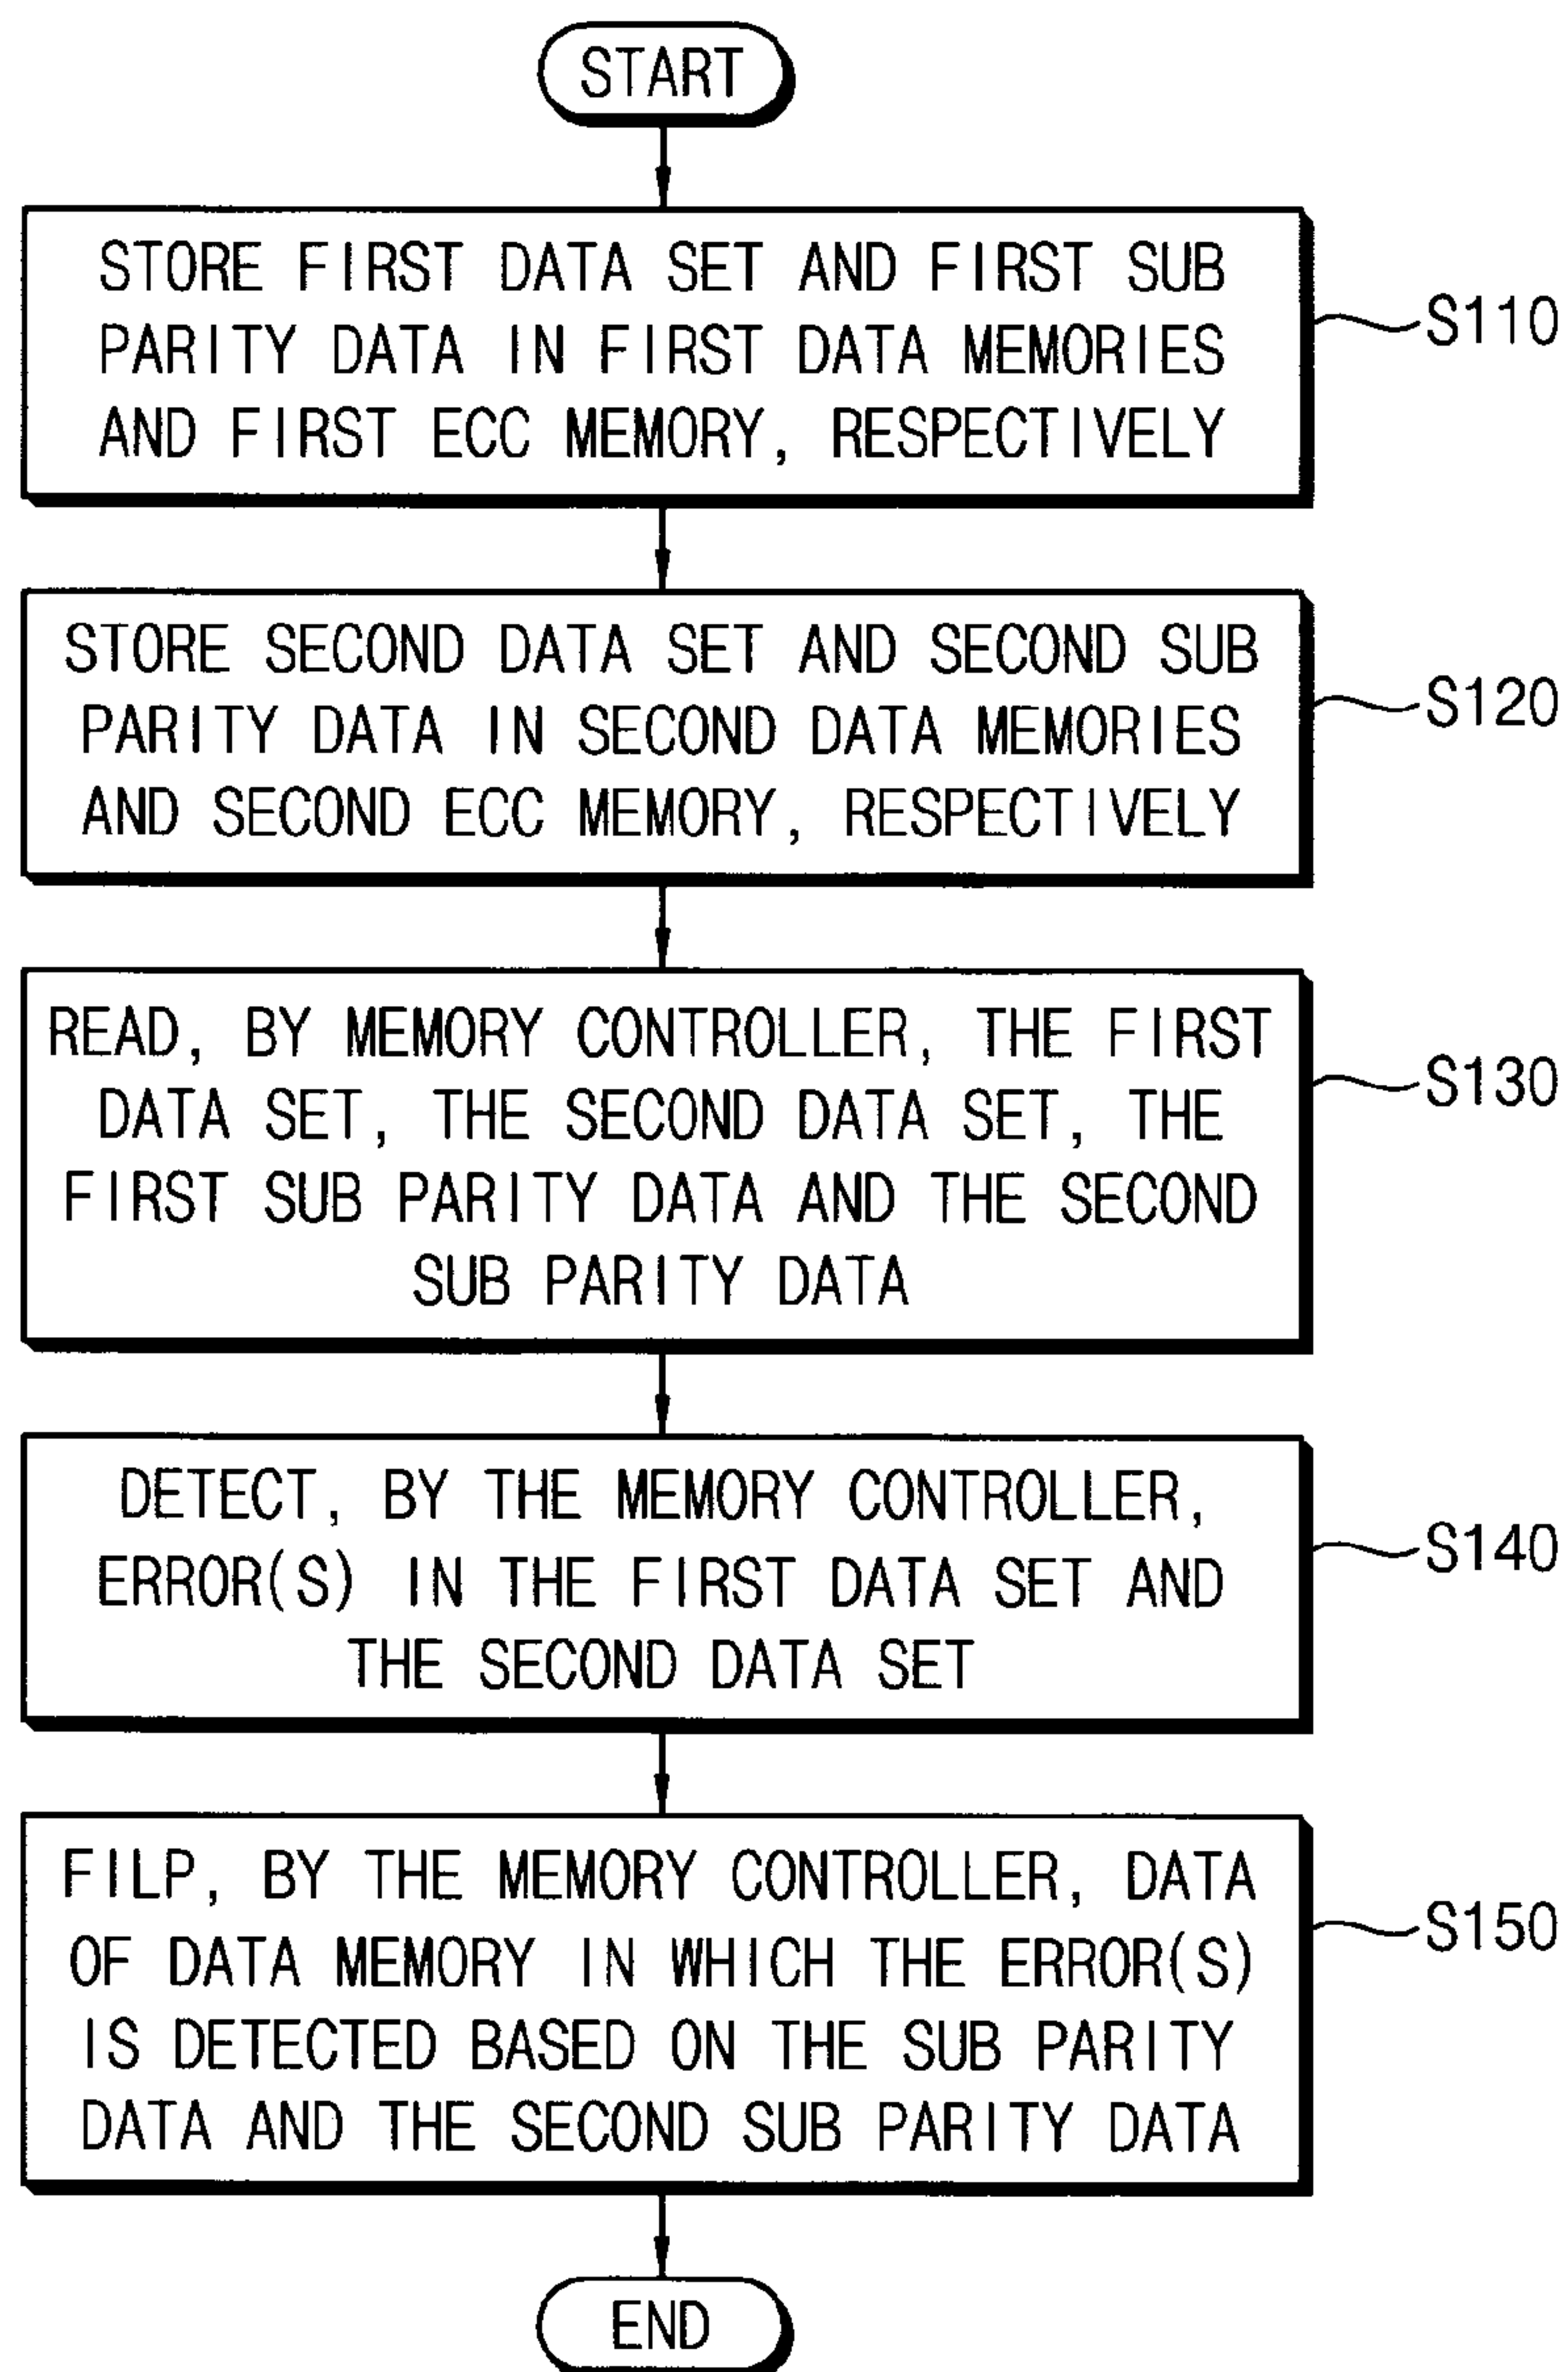 START
STORE FIRST DATA SET AND FIRST SUB
PARITY DATA IN FIRST DATA MEMORIES
AND FIRST ECC MEMORY, RESPECTIVELY
S110
STORE SECOND DATA SET AND SECOND SUB
PARITY DATA IN SECOND DATA MEMORIES
AND SECOND ECC MEMORY, RESPECTIVELY
S120
READ, BY MEMORY CONTROLLER, THE FIRST
DATA SET, THE SECOND DATA SET, THE
FIRST SUB PARITY DATA AND THE SECOND
SUB PARITY DATA
S130
DETECT, BY THE MEMORY CONTROLLER,
ERROR(S) IN THE FIRST DATA SET AND
THE SECOND DATA SET
S140
FILP, BY THE MEMORY CONTROLLER, DATA
OF DATA MEMORY IN WHICH THE ERROR(S)
IS DETECTED BASED ON THE SUB PARITY
DATA AND THE SECOND SUB PARITY DATA
S150
END